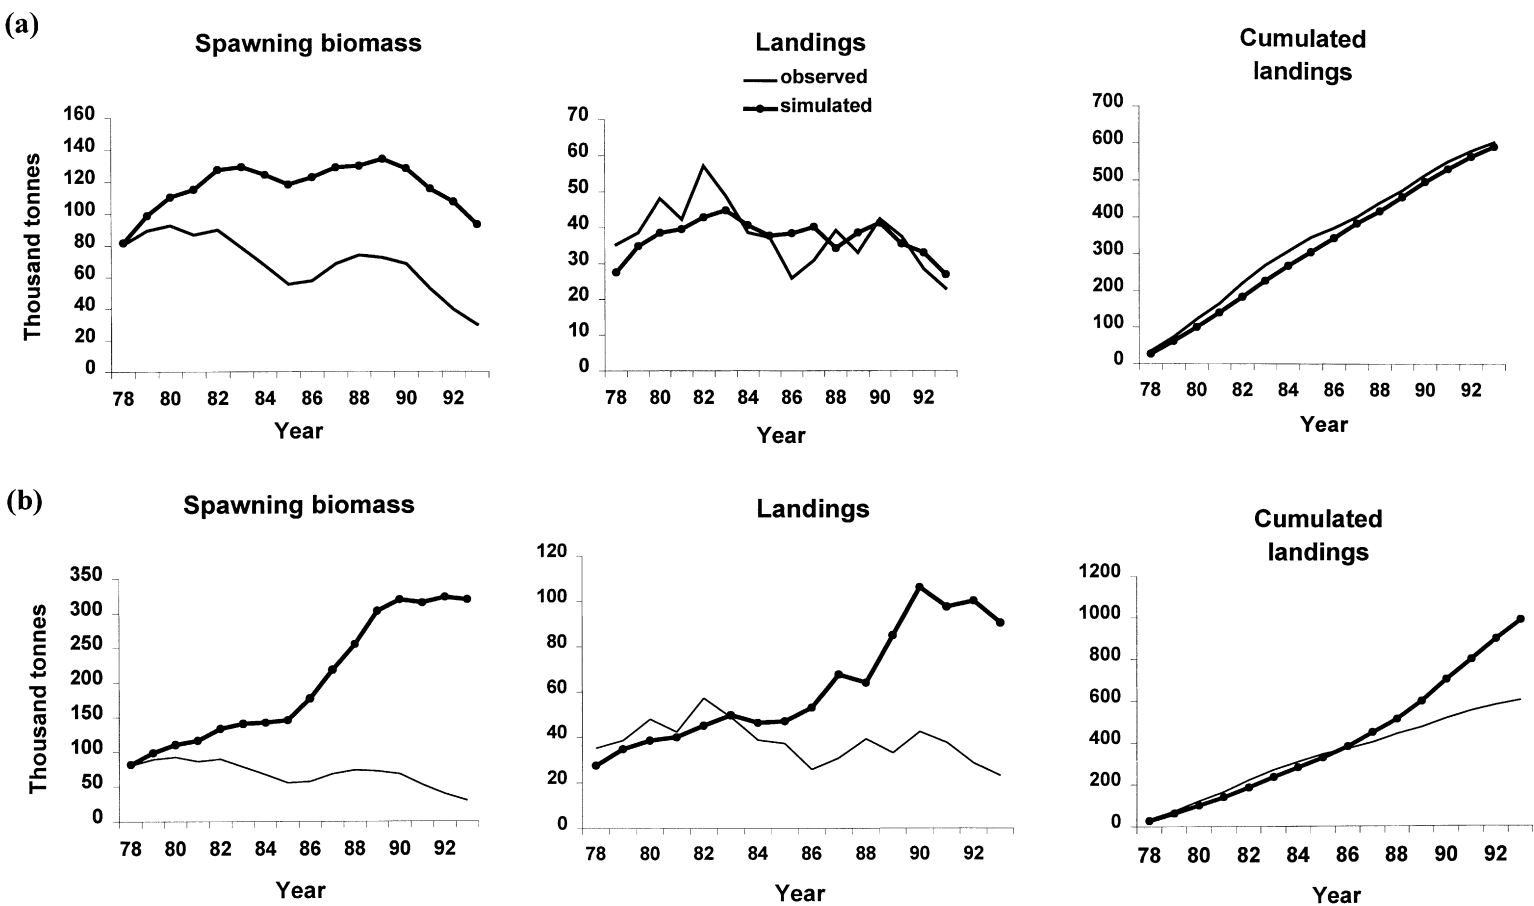 (a)
Spawning biomass
Thousand tonnes
160
140
120
100
80
60
40
20
0
78 80 82 84 86 88 90 92
Year
Landings
observed
simulated
70
60
50
40
30
20
10
0
78 80 82 84 86 88 90 92
Year
Cumulated
landings
700
600
500
400
300
200
100
0
78 80 82 84 86 88 90 92
Year
(b)
Spawning biomass
Thousand tonnes
350
300
250
200
150
100
50
0
78 80 82 84 86 88 90 92
Year
Landings
120
100
80
60
40
20
0
78 80 82 84 86 88 90 92
Year
Cumulated
landings
1200
1000
800
600
400
200
0
78 80 82 84 86 88 90 92
Year